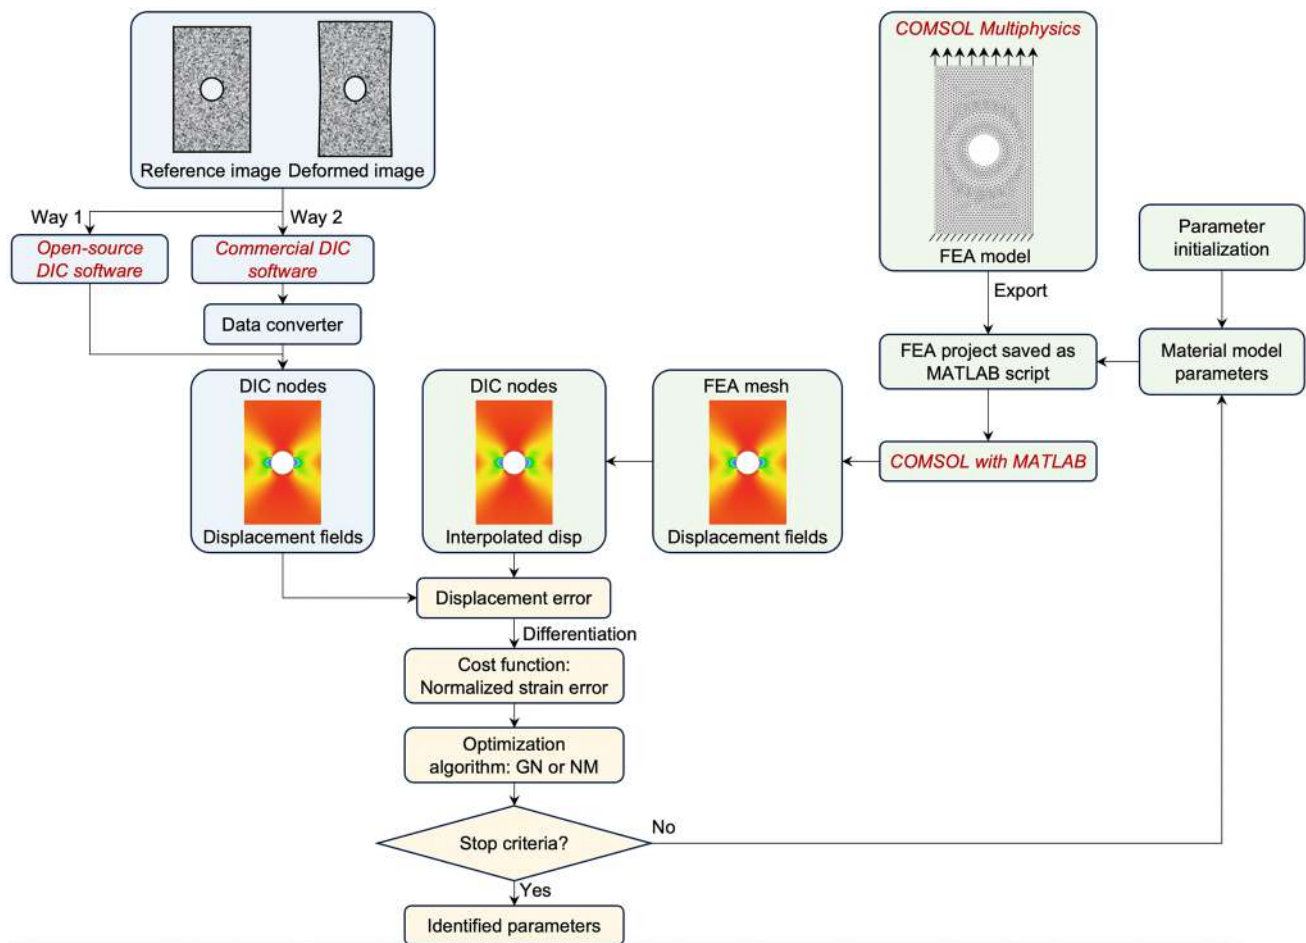 Reference image
Deformed image
Way 1
Way 2
Open-source
DIC software
Commercial DIC
software
Data converter
DIC nodes
Displacement fields
COMSOL Multiphysics
FEA model
Export
Parameter
initialization
FEA project saved as
MATLAB script
Material model
parameters
COMSOL with MATLAB
FEA mesh
Displacement fields
DIC nodes
Interpolated disp
Displacement error
Differentiation
Cost function:
Normalized strain error
Optimization
algorithm: GN or NM
Stop criteria?
No
Yes
Identified parameters